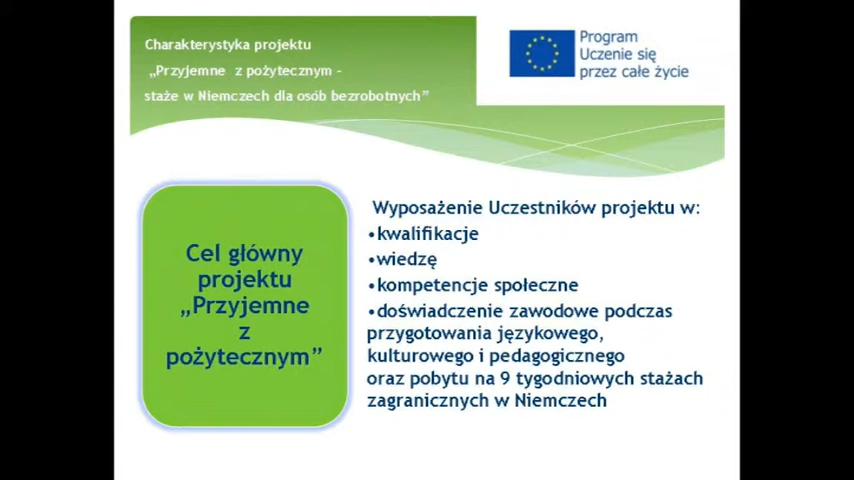 Charakterystyka projektu
„Przyjemne z pożytecznym –
staże w Niemczech dla osób bezrobotnych”
Program
Uczenie się
przez całe życie
Cel główny
projektu
„Przyjemne
z
pożytecznym”
Wyposażenie Uczestników projektu w:
•kwalifikacje
•wiedzę
•kompetencje społeczne
•doświadczenie zawodowe podczas
przygotowania językowego,
kulturowego i pedagogicznego
oraz pobytu na 9 tygodniowych stażach
zagranicznych w Niemczech